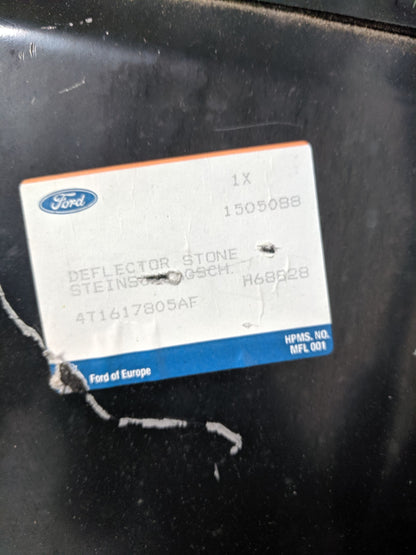 Ford
1X
1505088
DEFLECTOR STONE
H68828
4T1617805AF
HPMS. NO.
MFL 001
Ford of Europe